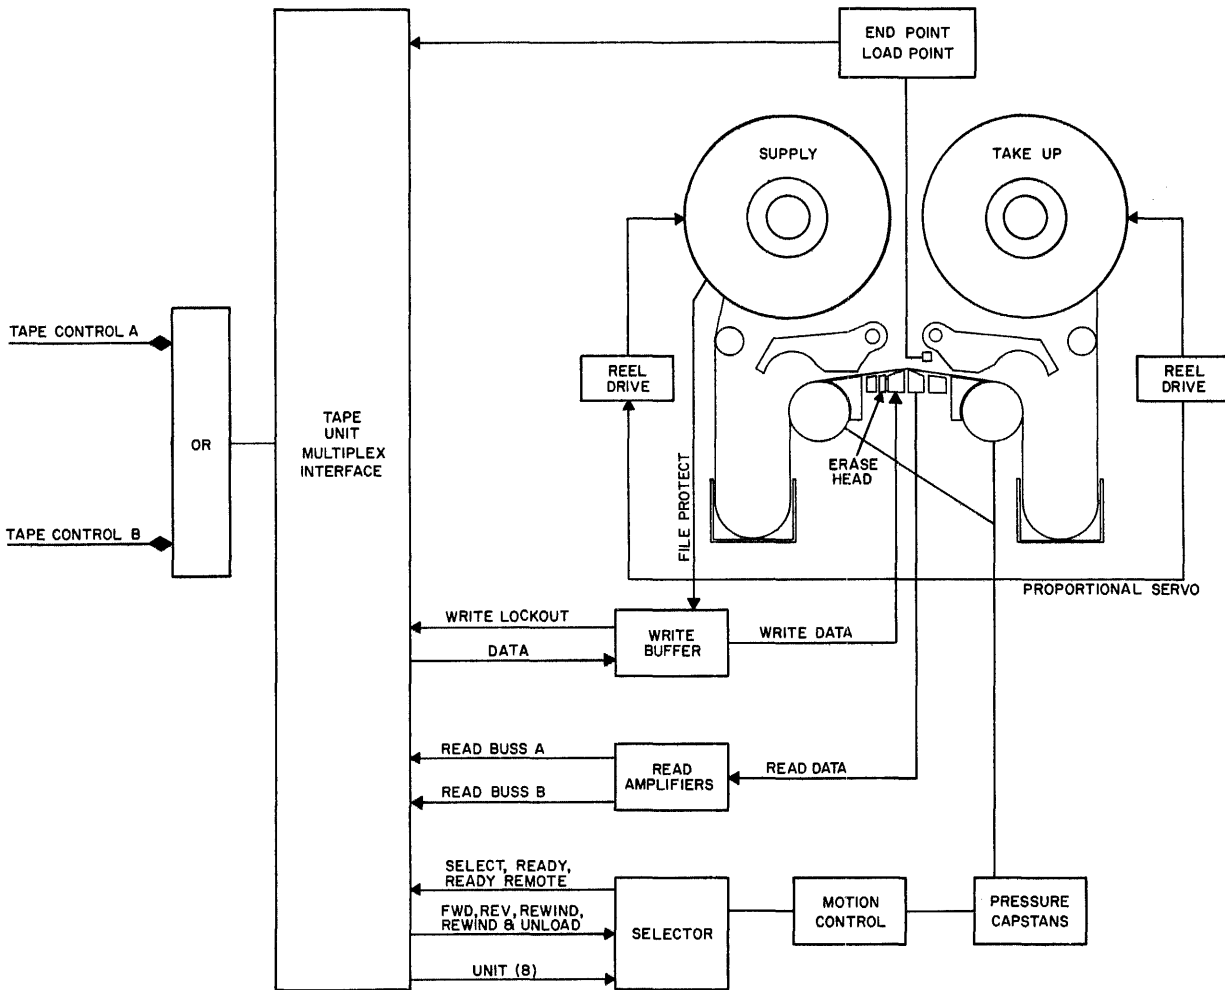 END POINT
LOAD POINT
SUPPLY
TAKE UP
TAPE CONTROL A
REEL
DRIVE
REEL
DRIVE
OR
TAPE
UNIT
MULTIPLEX
INTERFACE
ERASE
HEAD
FILE PROTECT
TAPE CONTROL B
PROPORTIONAL SERVO
WRITE LOCKOUT
WRITE
BUFFER
WRITE DATA
DATA
READ BUSS A
READ
AMPLIFIERS
READ DATA
READ BUSS B
SELECT, READY,
READY REMOTE
FWD, REV, REWIND,
REWIND & UNLOAD
SELECTOR
MOTION
CONTROL
PRESSURE
CAPSTANS
UNIT (8)